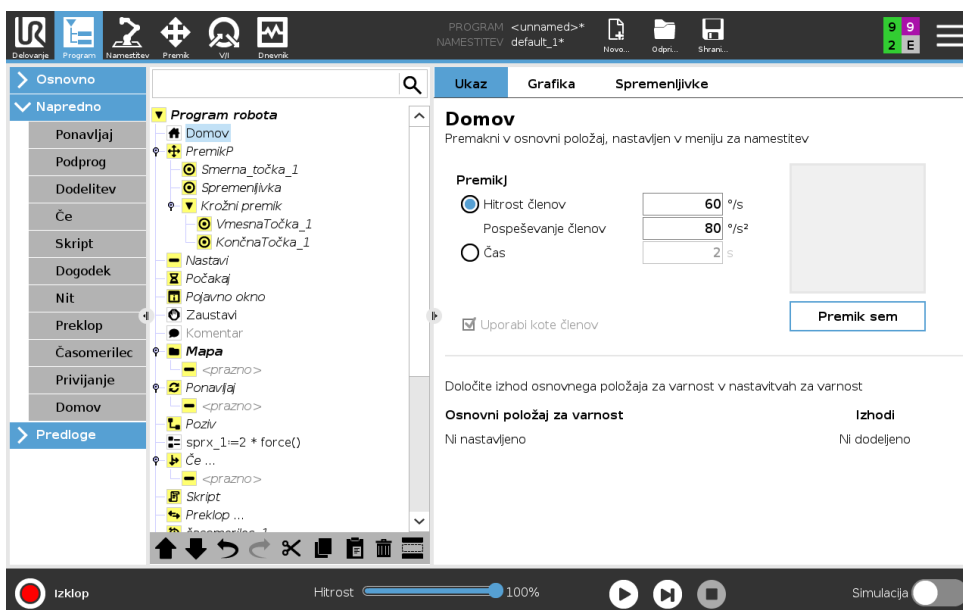 PROGRAM <unnamed>*
NAMESTITEV default_1*
Delovanje Program Namestitev Premik V/I Dnevnik
Novo... Odpri... Shrani...
9 9
2 E
Osnovno
Napredno
Ponavljaj
Podprog
Dodelitev
Če
Skript
Dogodek
Nit
Preklop
Časomerilec
Privijanje
Domov
Predloge
Program robota
Domov
PremikP
Smerna_točka_1
Spremenljivka
Krožni premik
VmesnaTočka_1
KončnaTočka_1
Nastavi
Počakaj
Pojavno okno
Zaustavi
Komentar
Mapa
<prazno>
Ponavljaj
<prazno>
Poziv
sprx_1:=2 * force()
Če ...
<prazno>
Skript
Preklop ...
Ukaz Grafika Spremenljivke
Domov
Premakni v osnovni položaj, nastavljen v meniju za namestitev
PremikJ
Hitrost členov 60 °/s
Pospeševanje členov 80 °/s²
Čas 2 s
Uporabi kote členov
Premik sem
Določite izhod osnovnega položaja za varnost v nastavitvah za varnost
Osnovni položaj za varnost Izhodi
Ni nastavljeno Ni dodeljeno
Izklop Hitrost 100% Simulacija